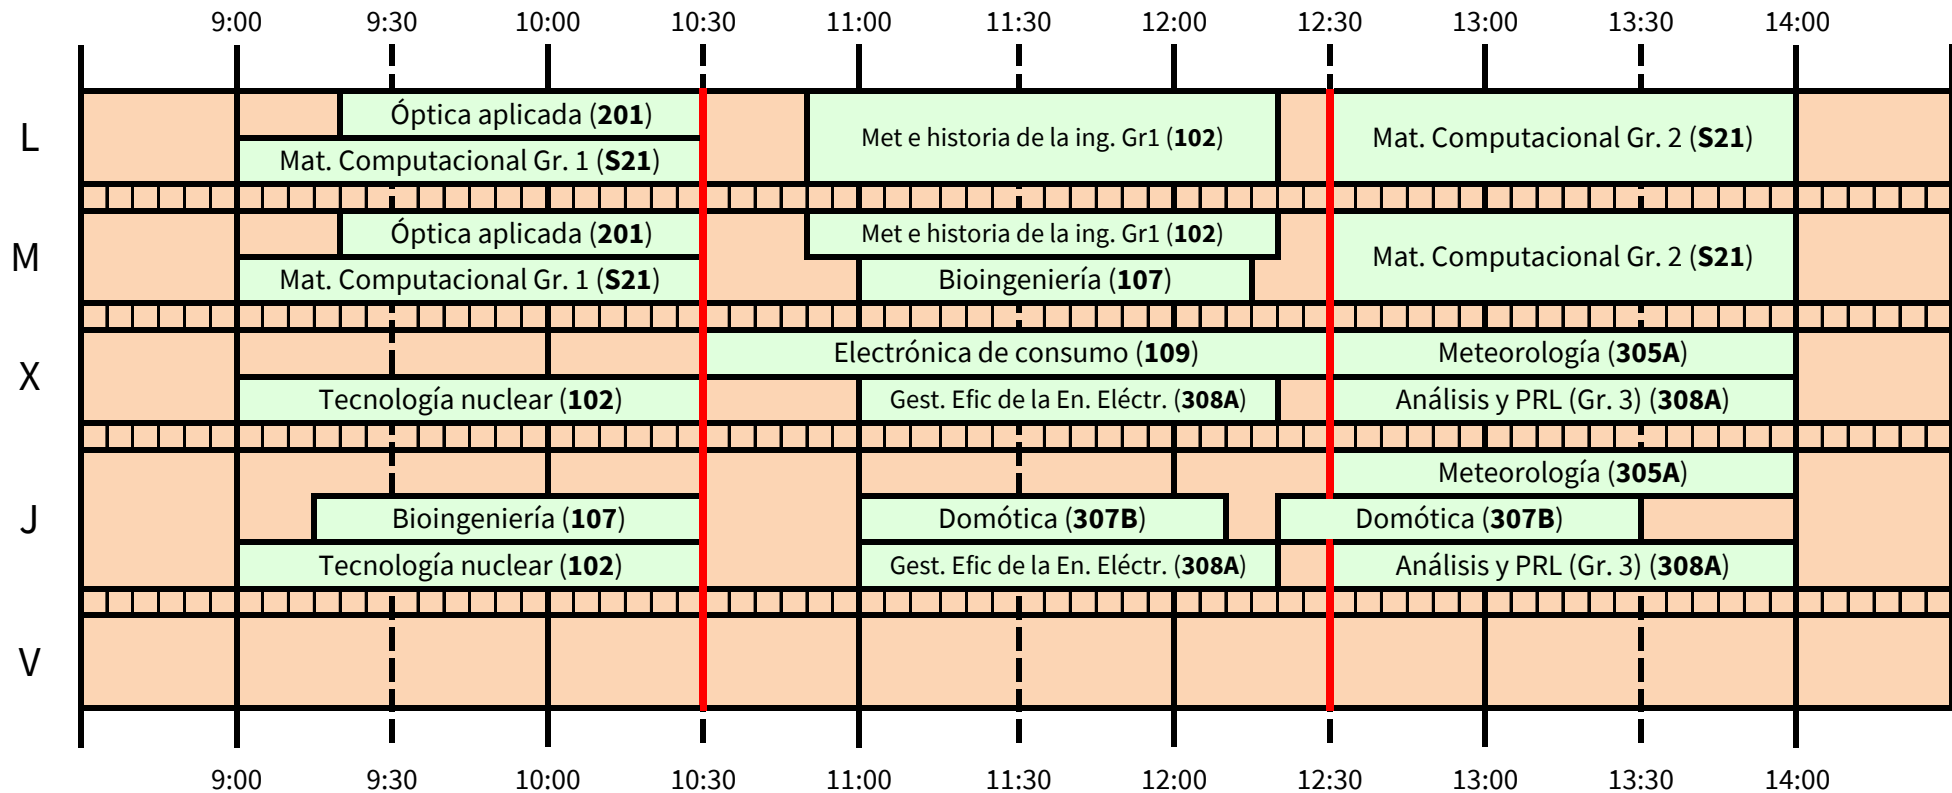 9:00 9:30 10:00 10:30 11:00 11:30 12:00 12:30 13:00 13:30 14:00
L
Óptica aplicada (201)
Mat. Computacional Gr. 1 (S21)
Met e historia de la ing. Gr1 (102)
Mat. Computacional Gr. 2 (S21)
M
Óptica aplicada (201)
Mat. Computacional Gr. 1 (S21)
Met e historia de la ing. Gr1 (102)
Bioingeniería (107)
Mat. Computacional Gr. 2 (S21)
X
Electrónica de consumo (109)
Meteorología (305A)
Tecnología nuclear (102)
Gest. Efic de la En. Eléctr. (308A)
Análisis y PRL (Gr. 3) (308A)
J
Meteorología (305A)
Bioingeniería (107)
Domótica (307B)
Domótica (307B)
Tecnología nuclear (102)
Gest. Efic de la En. Eléctr. (308A)
Análisis y PRL (Gr. 3) (308A)
V
9:00 9:30 10:00 10:30 11:00 11:30 12:00 12:30 13:00 13:30 14:00